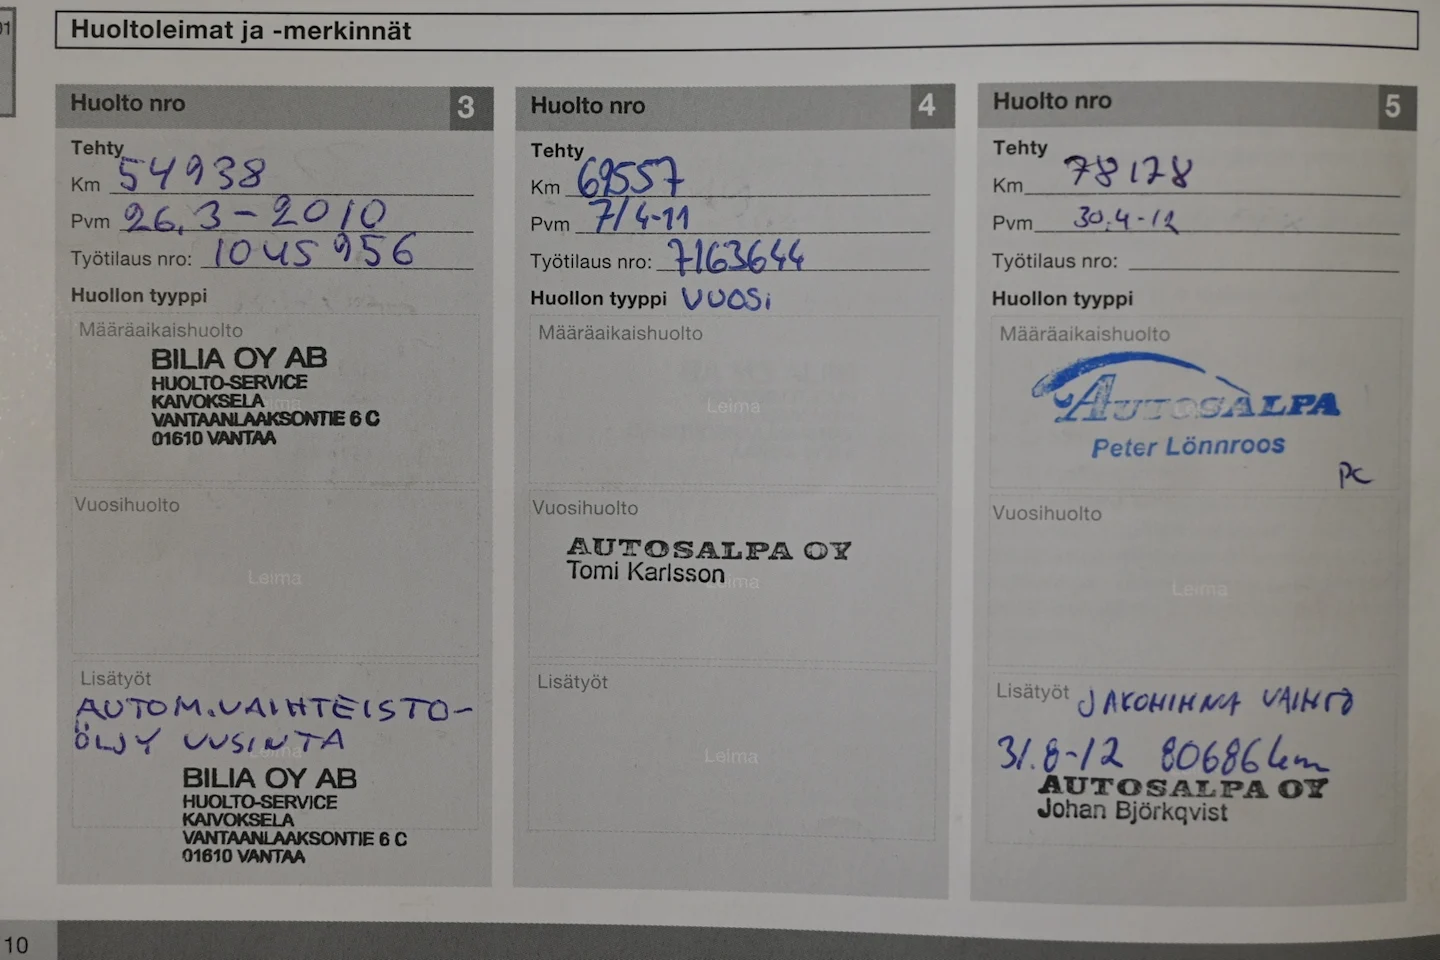 01
Huoltoleimat ja -merkinnät
Huolto nro 3
Tehty
Km 54938
Pvm 26.3-2010
Työtilaus nro: 1045956
Huollon tyyppi
Määräaikaishuolto
BILIA OY AB
HUOLTO-SERVICE
KAIVOKSELA
VANTAANLAAKSONTIE 6 C
01610 VANTAA
Vuosihuolto
Leima
Lisätyöt
AUTOM.VAIHTEISTO-
ÖLJY UUSINTA
BILIA OY AB
HUOLTO-SERVICE
KAIVOKSELA
VANTAANLAAKSONTIE 6 C
01610 VANTAA
Huolto nro 4
Tehty
Km 69557
Pvm 7/4-11
Työtilaus nro: 7163644
Huollon tyyppi VUOSi
Määräaikaishuolto
Leima
Vuosihuolto
AUTOSALPA OY
Tomi Karlsson
Leima
Lisätyöt
Leima
Huolto nro 5
Tehty
Km 78178
Pvm 30.4-12
Työtilaus nro:
Huollon tyyppi
Määräaikaishuolto
AUTOSALPA
Peter Lönnroos
PC
Vuosihuolto
Leima
Lisätyöt JAKOHIHNA VAIHTO
31.8-12 80686 km
AUTOSALPA OY
Johan Björkqvist
10